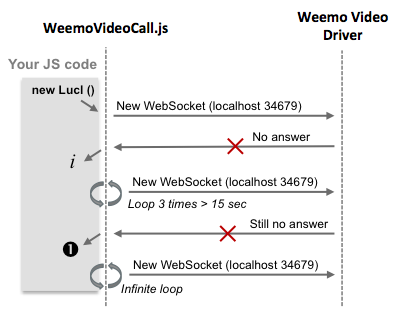 WeemoVideoCall.js
Weemo Video
Driver
Your JS code
new LucI ()
New WebSocket (localhost 34679)
No answer
i
New WebSocket (localhost 34679)
Loop 3 times > 15 sec
Still no answer
❶
New WebSocket (localhost 34679)
Infinite loop